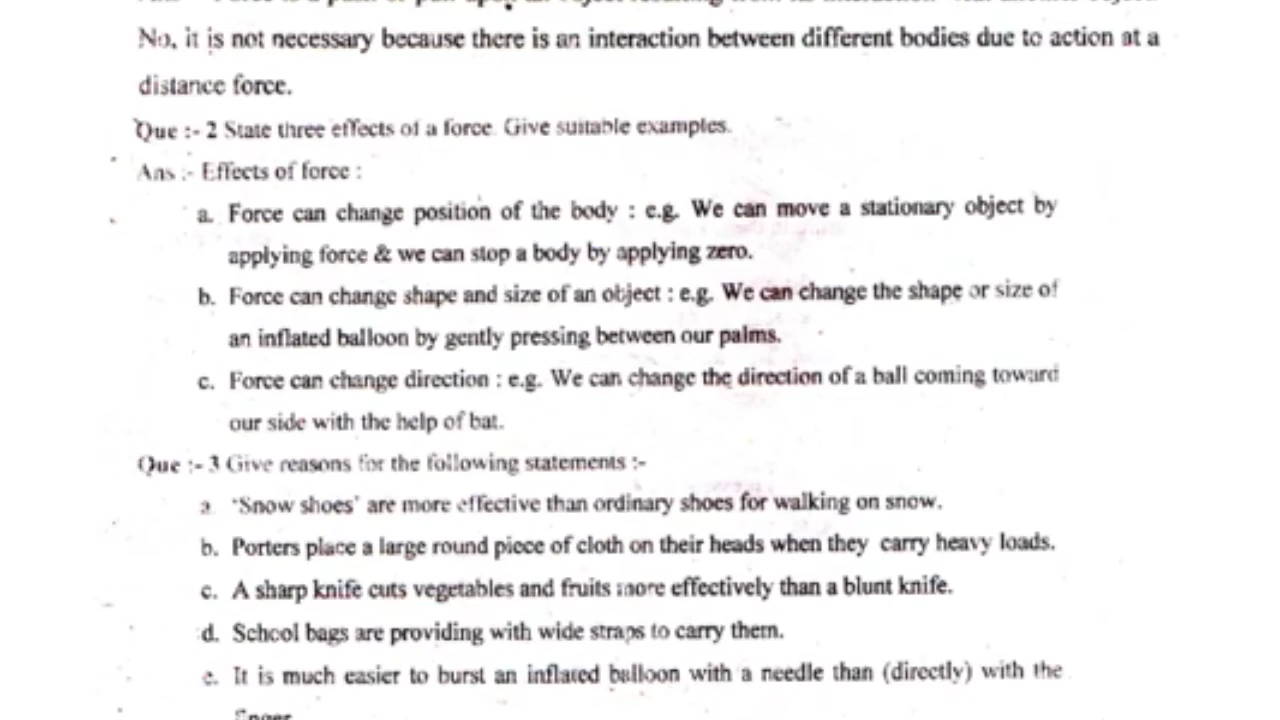 No, it is not necessary because there is an interaction between different bodies due to action at a
distance force.
Que :- 2 State three effects of a force. Give suitable examples.
Ans :- Effects of force :
a. Force can change position of the body : e.g. We can move a stationary object by
applying force & we can stop a body by applying zero.
b. Force can change shape and size of an object : e.g. We can change the shape or size of
an inflated balloon by gently pressing between our palms.
c. Force can change direction : e.g. We can change the direction of a ball coming toward
our side with the help of bat.
Que :- 3 Give reasons for the following statements :-
a. 'Snow shoes' are more effective than ordinary shoes for walking on snow.
b. Porters place a large round piece of cloth on their heads when they carry heavy loads.
c. A sharp knife cuts vegetables and fruits more effectively than a blunt knife.
d. School bags are providing with wide straps to carry them.
e. It is much easier to burst an inflated balloon with a needle than (directly) with the